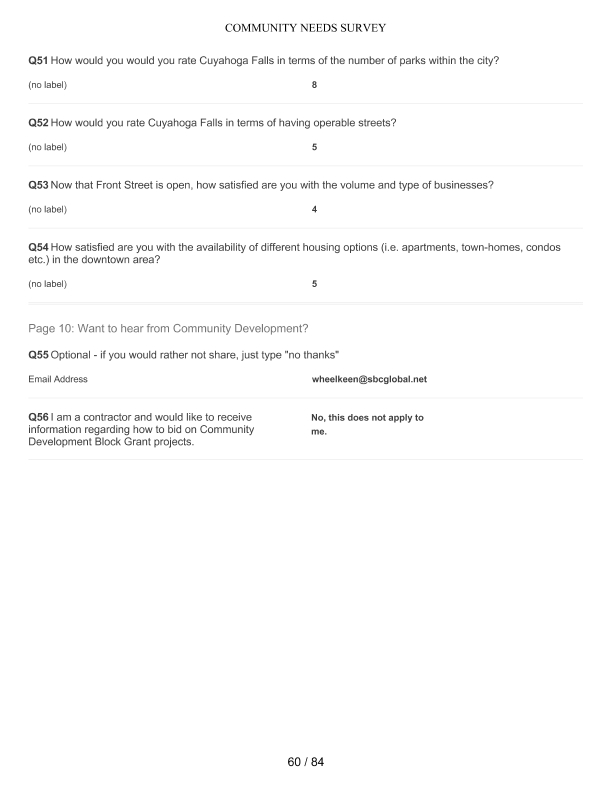 COMMUNITY NEEDS SURVEY
Q51 How would you would you rate Cuyahoga Falls in terms of the number of parks within the city?
(no label) 8
Q52 How would you rate Cuyahoga Falls in terms of having operable streets?
(no label) 5
Q53 Now that Front Street is open, how satisfied are you with the volume and type of businesses?
(no label) 4
Q54 How satisfied are you with the availability of different housing options (i.e. apartments, town-homes, condos
etc.) in the downtown area?
(no label) 5
Page 10: Want to hear from Community Development?
Q55 Optional - if you would rather not share, just type "no thanks"
Email Address wheelkeen@sbcglobal.net
Q56 I am a contractor and would like to receive
information regarding how to bid on Community
Development Block Grant projects.
No, this does not apply to
me.
60 / 84